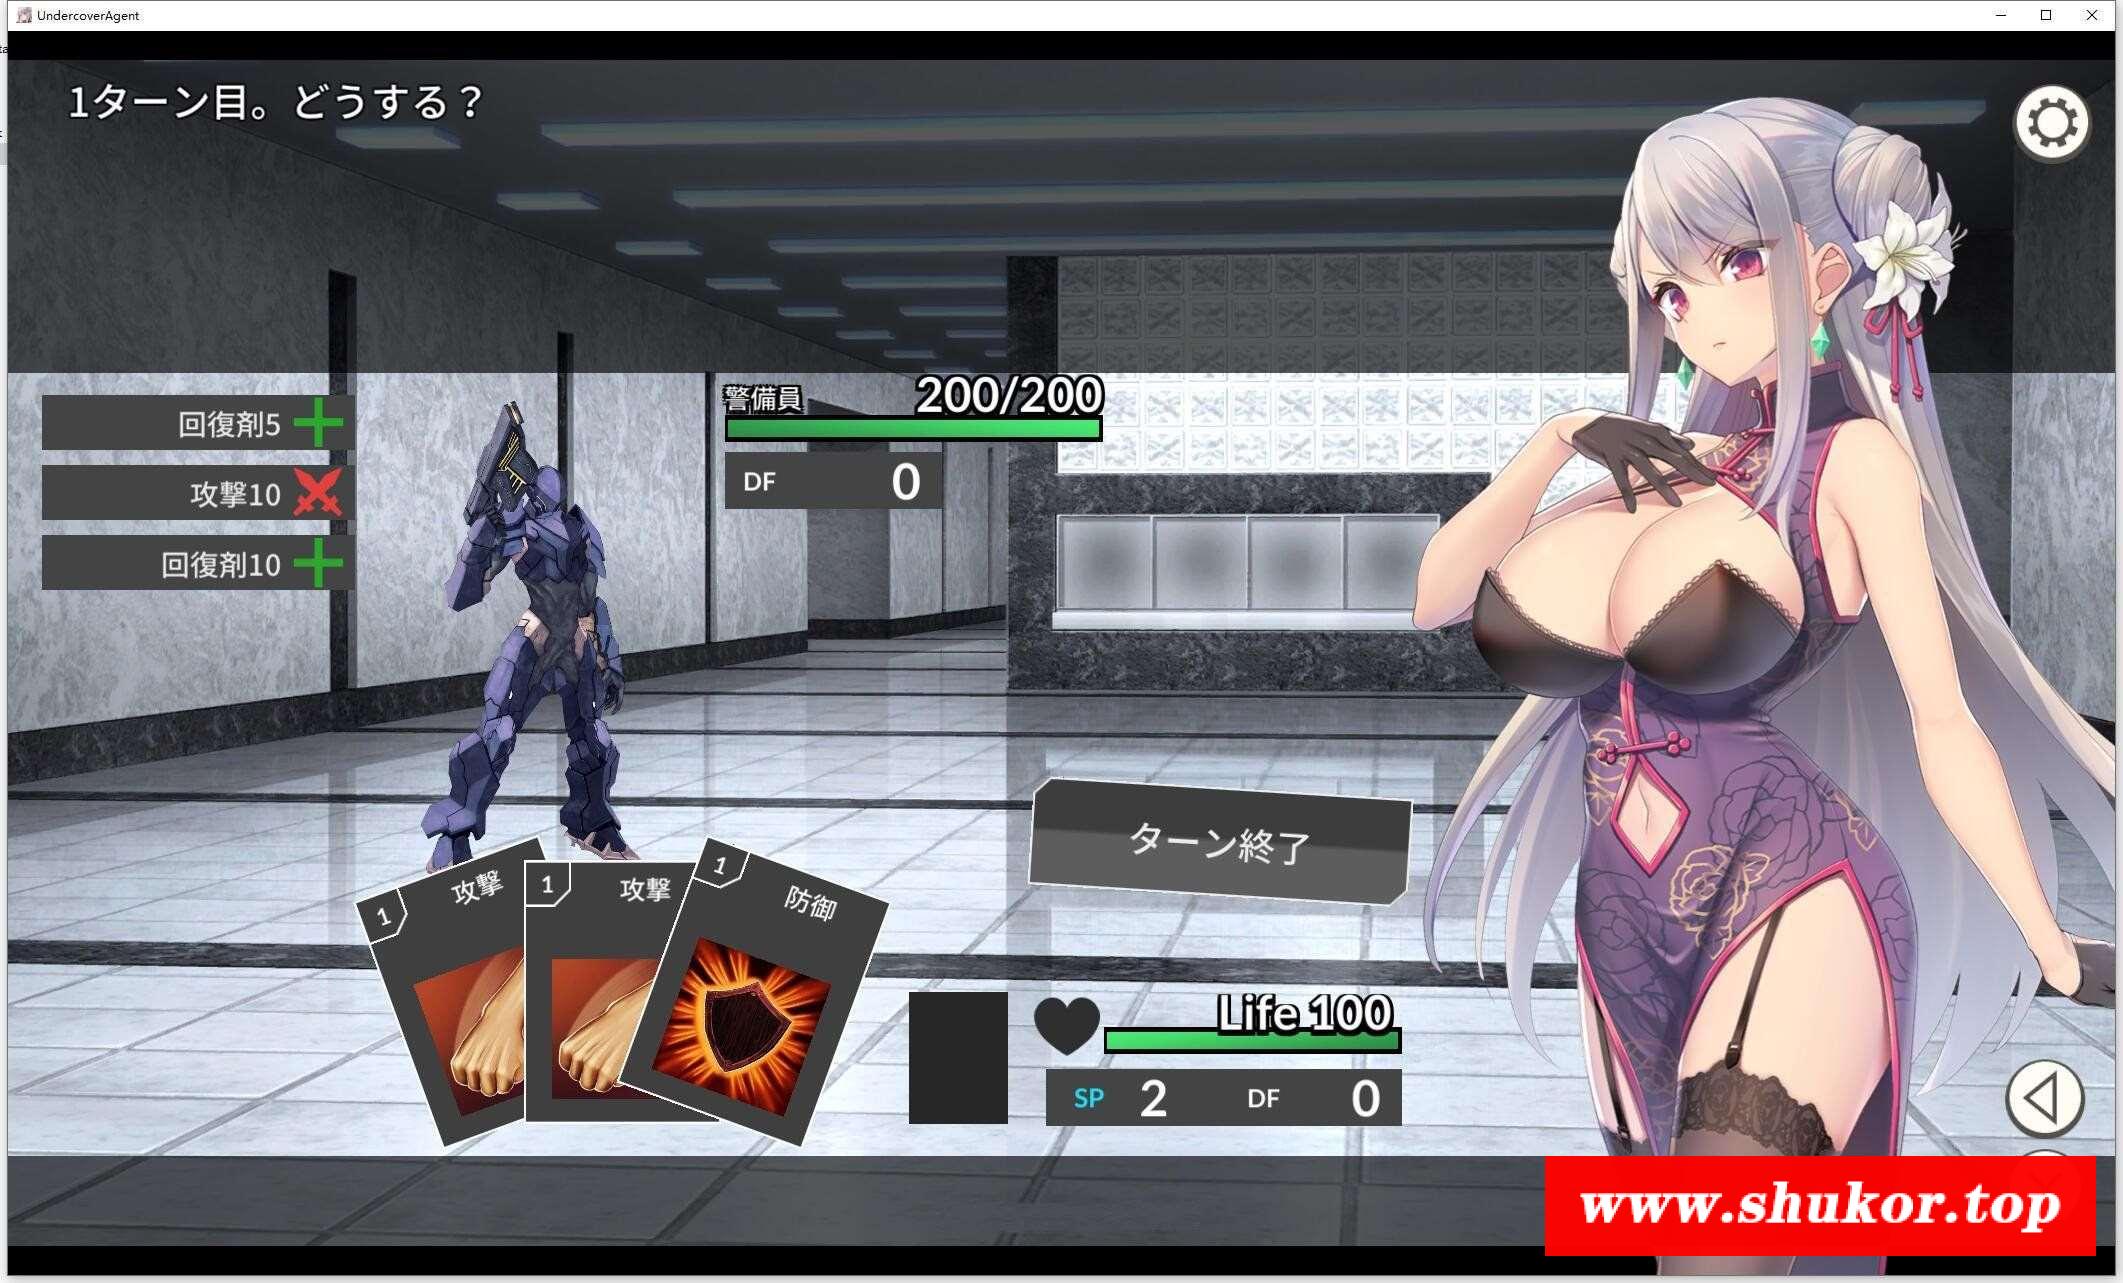 UndercoverAgent
1ターン目。どうする？
回復剤5
攻撃10
回復剤10
警備員 200/200
DF 0
ターン終了
1 攻撃
1 攻撃
1 防御
Life 100
SP 2 DF 0
www.shukor.top